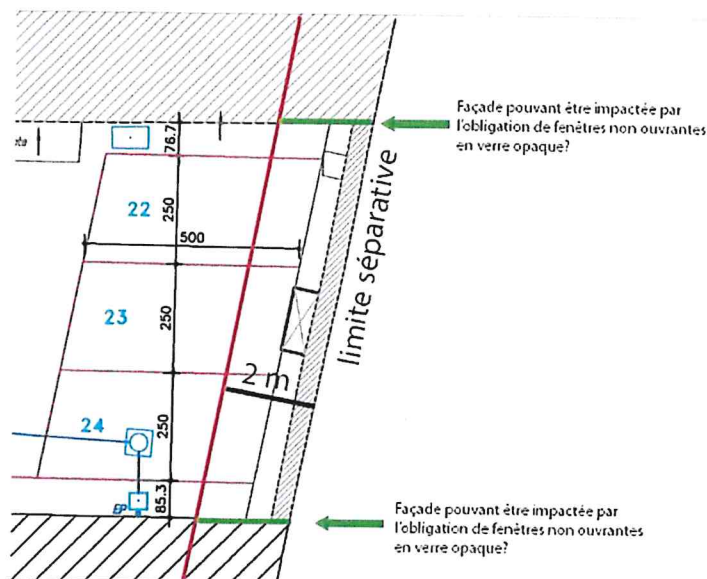 Façade pouvant être impactée par
l'obligation de fenêtres non ouvrantes
en verre opaque?
nte
76.7
22
250
500
limite séparative
23
250
2 m
24
250
EP
85.3
Façade pouvant être impactée par
l'obligation de fenêtres non ouvrantes
en verre opaque?